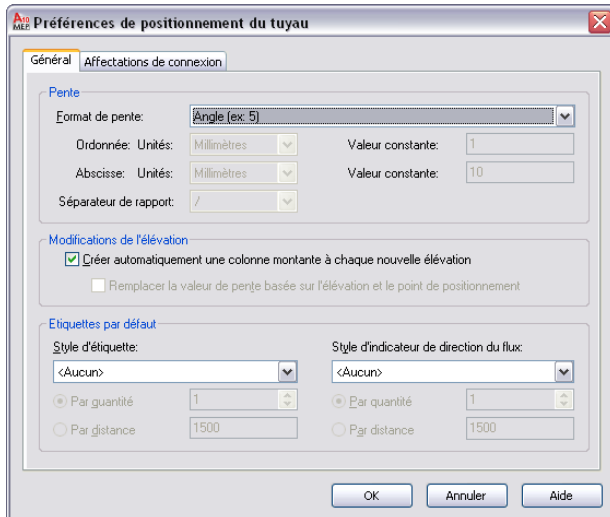 A10 MEP Préférences de positionnement du tuyau
Général Affectations de connexion
Pente
Format de pente: Angle (ex: 5)
Ordonnée: Unités: Millimètres Valeur constante: 1
Abscisse: Unités: Millimètres Valeur constante: 10
Séparateur de rapport: /
Modifications de l'élévation
Créer automatiquement une colonne montante à chaque nouvelle élévation
Remplacer la valeur de pente basée sur l'élévation et le point de positionnement
Etiquettes par défaut
Style d'étiquette: Style d'indicateur de direction du flux:
<Aucun> <Aucun>
Par quantité 1 Par quantité 1
Par distance 1500 Par distance 1500
OK Annuler Aide